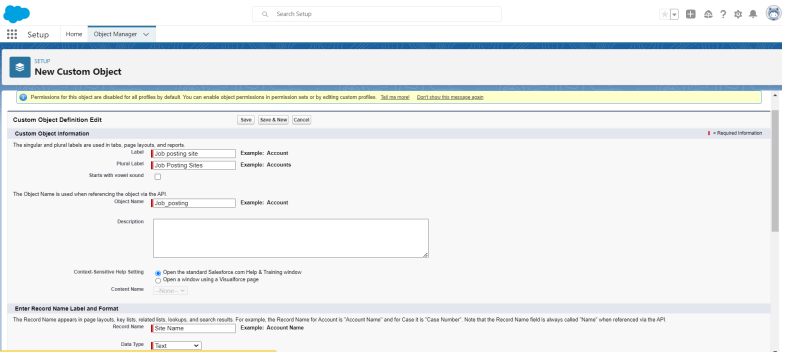 Search Setup
Setup Home Object Manager
SETUP
New Custom Object
Permissions for this object are disabled for all profiles by default. You can enable object permissions in permission sets or by editing custom profiles. Tell me more! Don't show this message again
Custom Object Definition Edit Save Save & New Cancel
Custom Object Information = Required Information
The singular and plural labels are used in tabs, page layouts, and reports.
Label Job posting site Example: Account
Plural Label Job Posting Sites Example: Accounts
Starts with vowel sound
The Object Name is used when referencing the object via the API.
Object Name Job_posting Example: Account
Description
Context-Sensitive Help Setting Open the standard Salesforce.com Help & Training window
Open a window using a Visualforce page
Content Name --None--
Enter Record Name Label and Format
The Record Name appears in page layouts, key lists, related lists, lookups, and search results. For example, the Record Name for Account is "Account Name" and for Case it is "Case Number". Note that the Record Name field is always called "Name" when referenced via the API.
Record Name Site Name Example: Account Name
Data Type Text